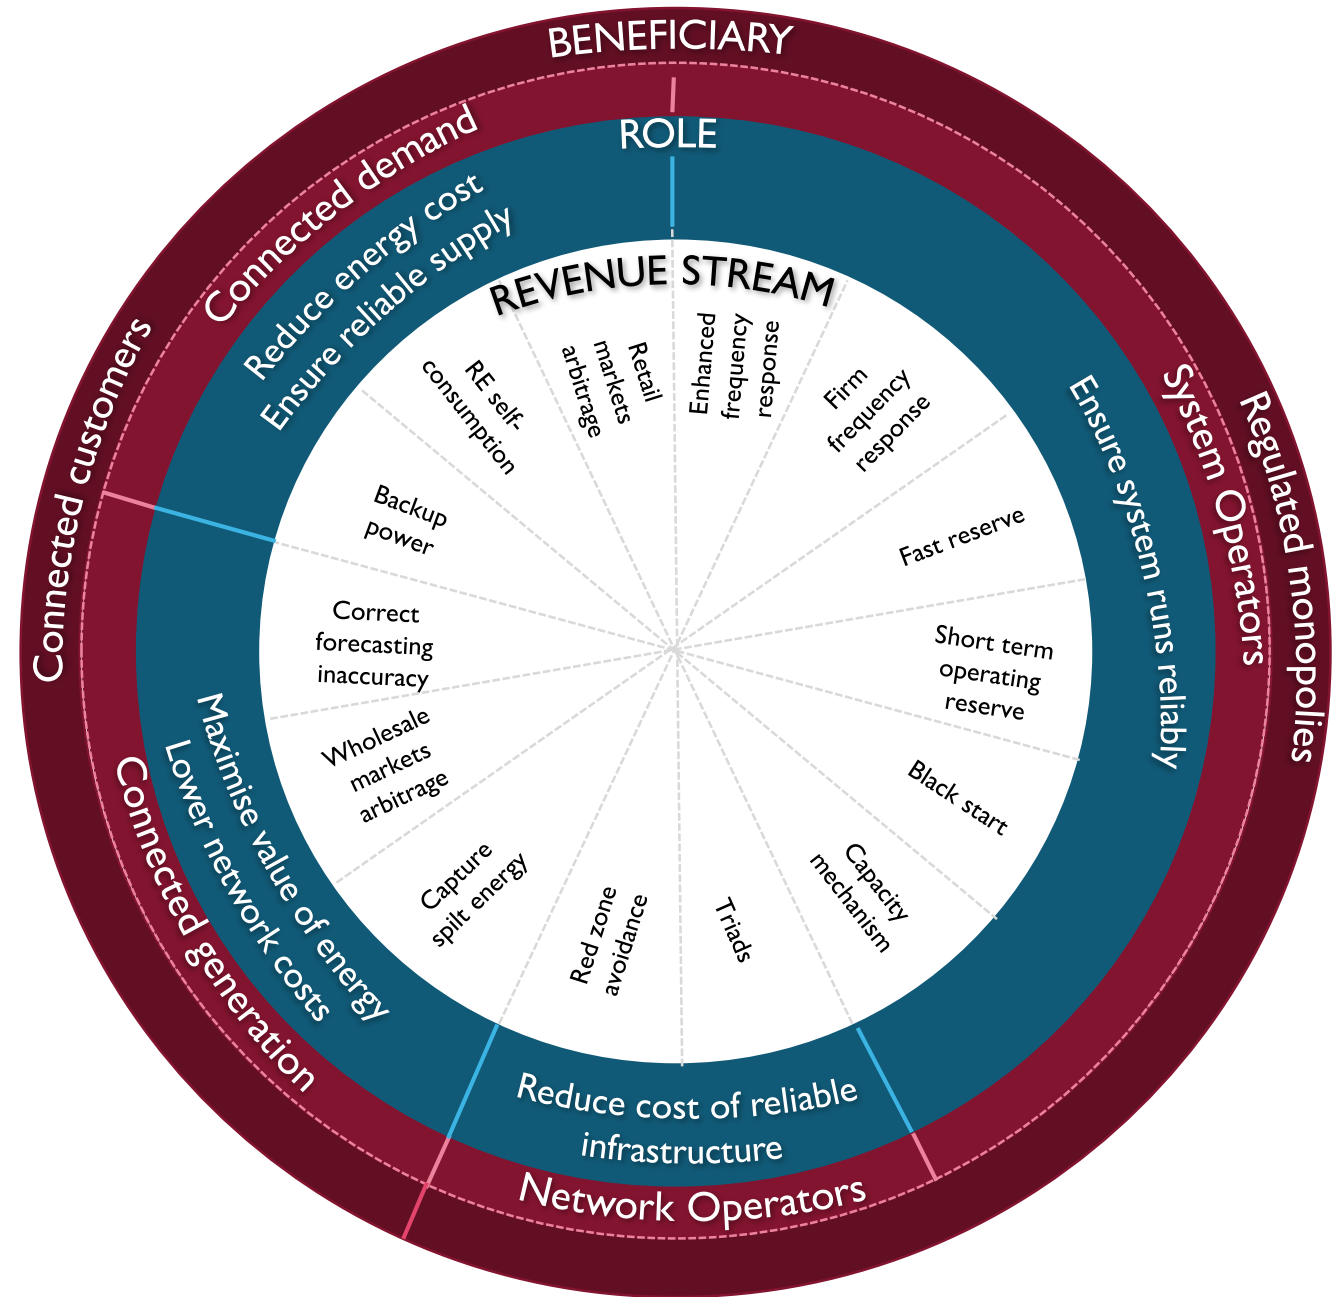 BENEFICIARY
ROLE
REVENUE STREAM
Connected customers
Regulated monopolies
Connected demand
System Operators
Network Operators
Connected generation
Reduce energy cost
Ensure reliable supply
Ensure system runs reliably
Reduce cost of reliable
infrastructure
Maximise value of energy
Lower network costs
Enhanced
frequency
response
Firm
frequency
response
Fast reserve
Short term
operating
reserve
Black start
Capacity
mechanism
Triads
Red zone
avoidance
Capture
spilt energy
Wholesale
markets
arbitrage
Correct
forecasting
inaccuracy
Backup
power
RE self-
consumption
Retail
markets
arbitrage